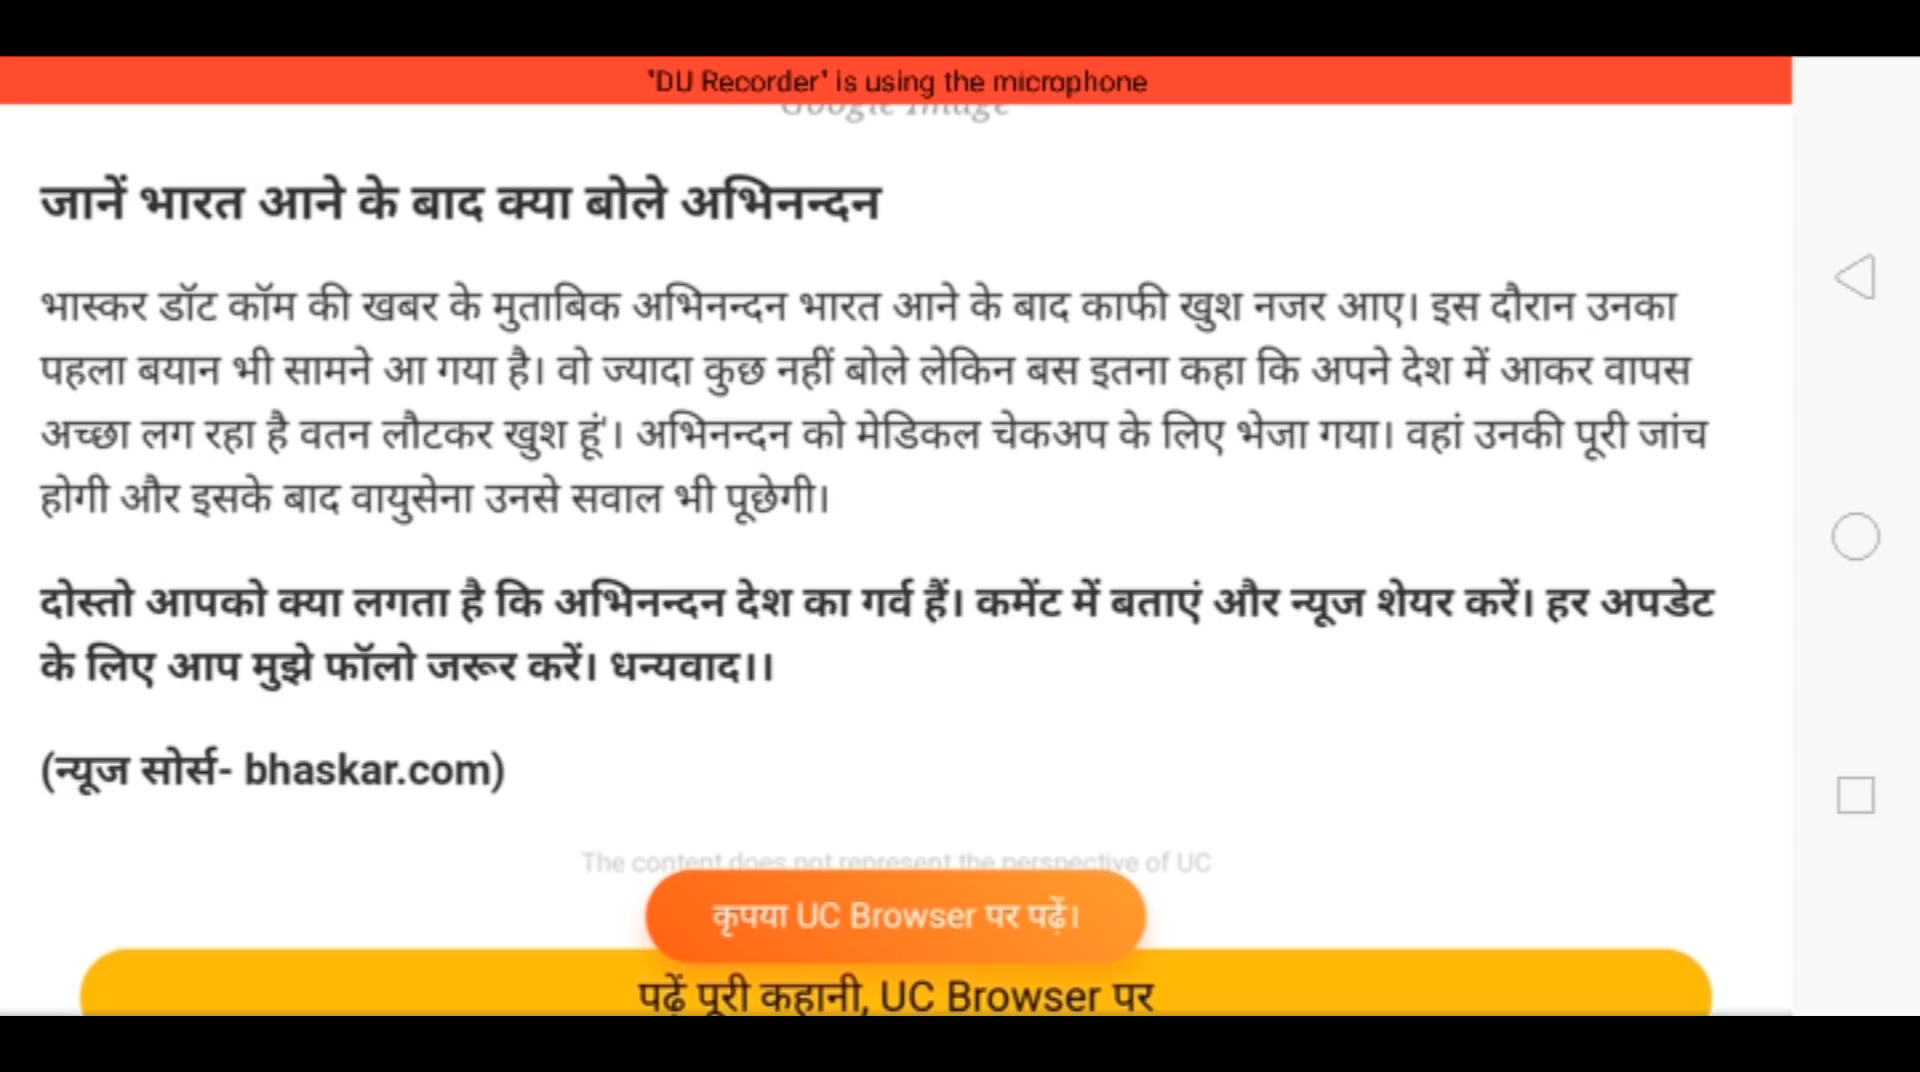 'DU Recorder' is using the microphone
Google Image
जानें भारत आने के बाद क्या बोले अभिनन्दन
भास्कर डॉट कॉम की खबर के मुताबिक अभिनन्दन भारत आने के बाद काफी खुश नजर आए। इस दौरान उनका
पहला बयान भी सामने आ गया है। वो ज्यादा कुछ नहीं बोले लेकिन बस इतना कहा कि अपने देश में आकर वापस
अच्छा लग रहा है वतन लौटकर खुश हूं'। अभिनन्दन को मेडिकल चेकअप के लिए भेजा गया। वहां उनकी पूरी जांच
होगी और इसके बाद वायुसेना उनसे सवाल भी पूछेगी।
दोस्तो आपको क्या लगता है कि अभिनन्दन देश का गर्व हैं। कमेंट में बताएं और न्यूज शेयर करें। हर अपडेट
के लिए आप मुझे फॉलो जरूर करें। धन्यवाद।।
(न्यूज सोर्स- bhaskar.com)
The content does not represent the perspective of UC
कृपया UC Browser पर पढ़ें।
पढ़ें पूरी कहानी, UC Browser पर